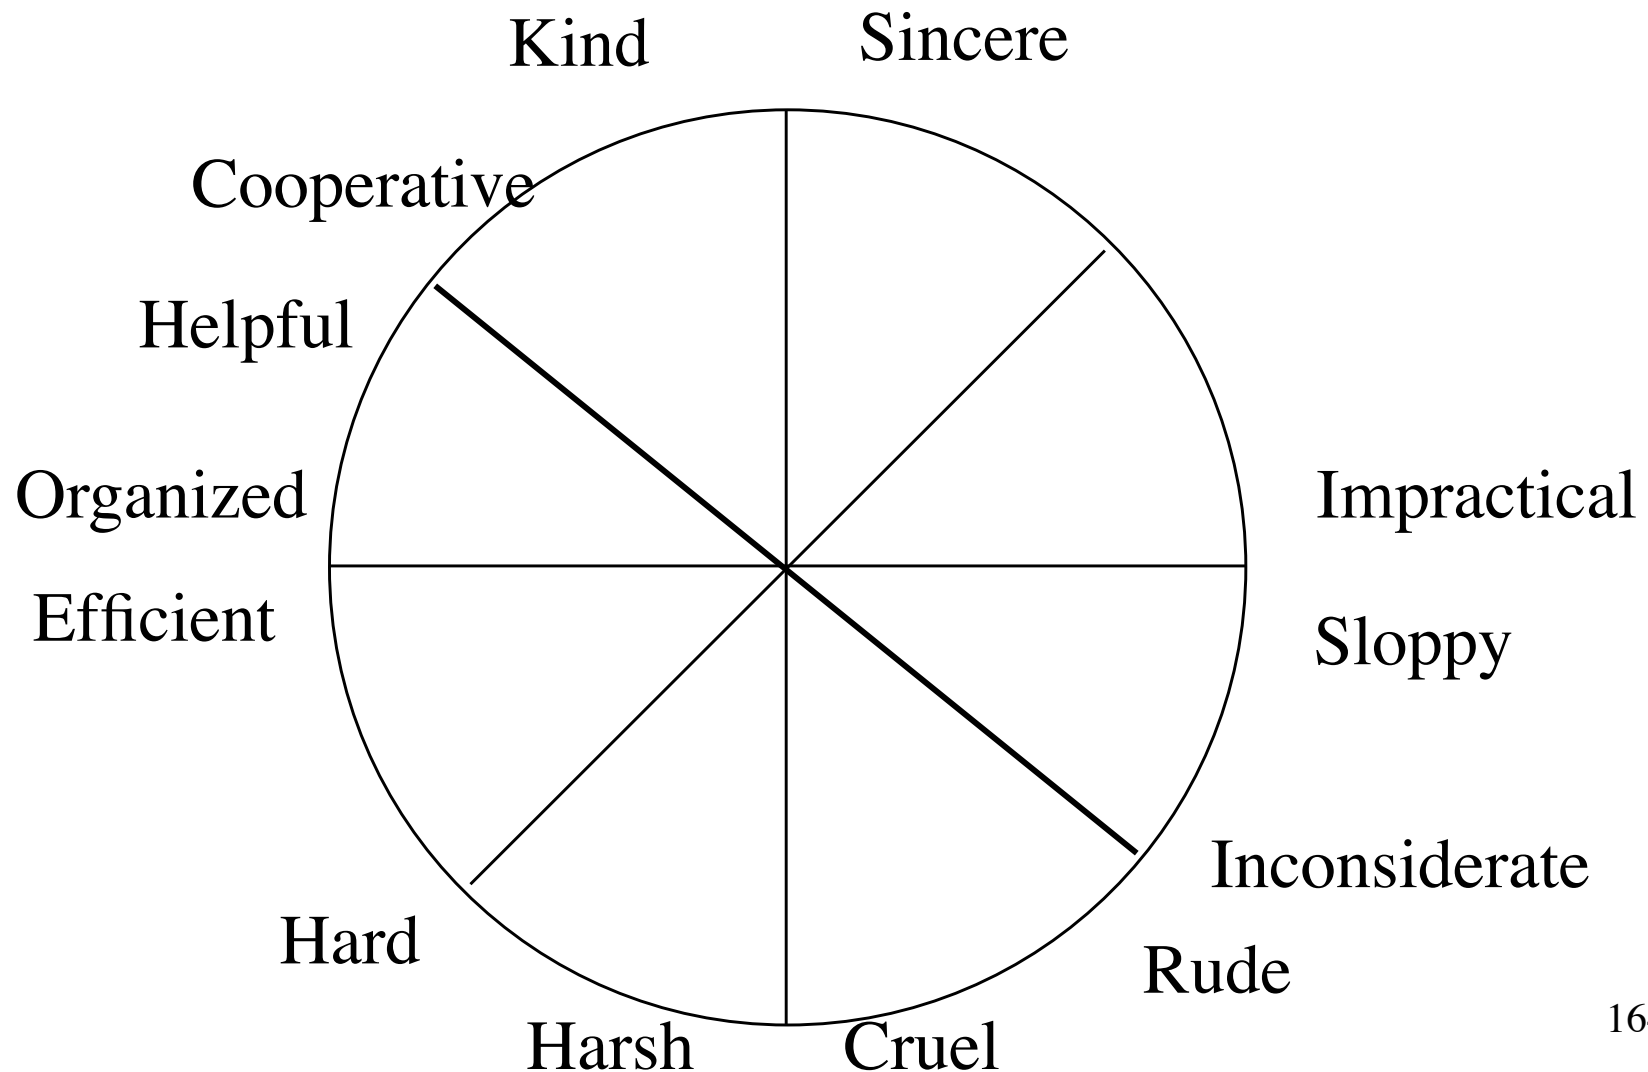 Kind
Sincere
Cooperative
Helpful
Organized
Impractical
Efficient
Sloppy
Inconsiderate
Hard
Rude
Harsh
Cruel